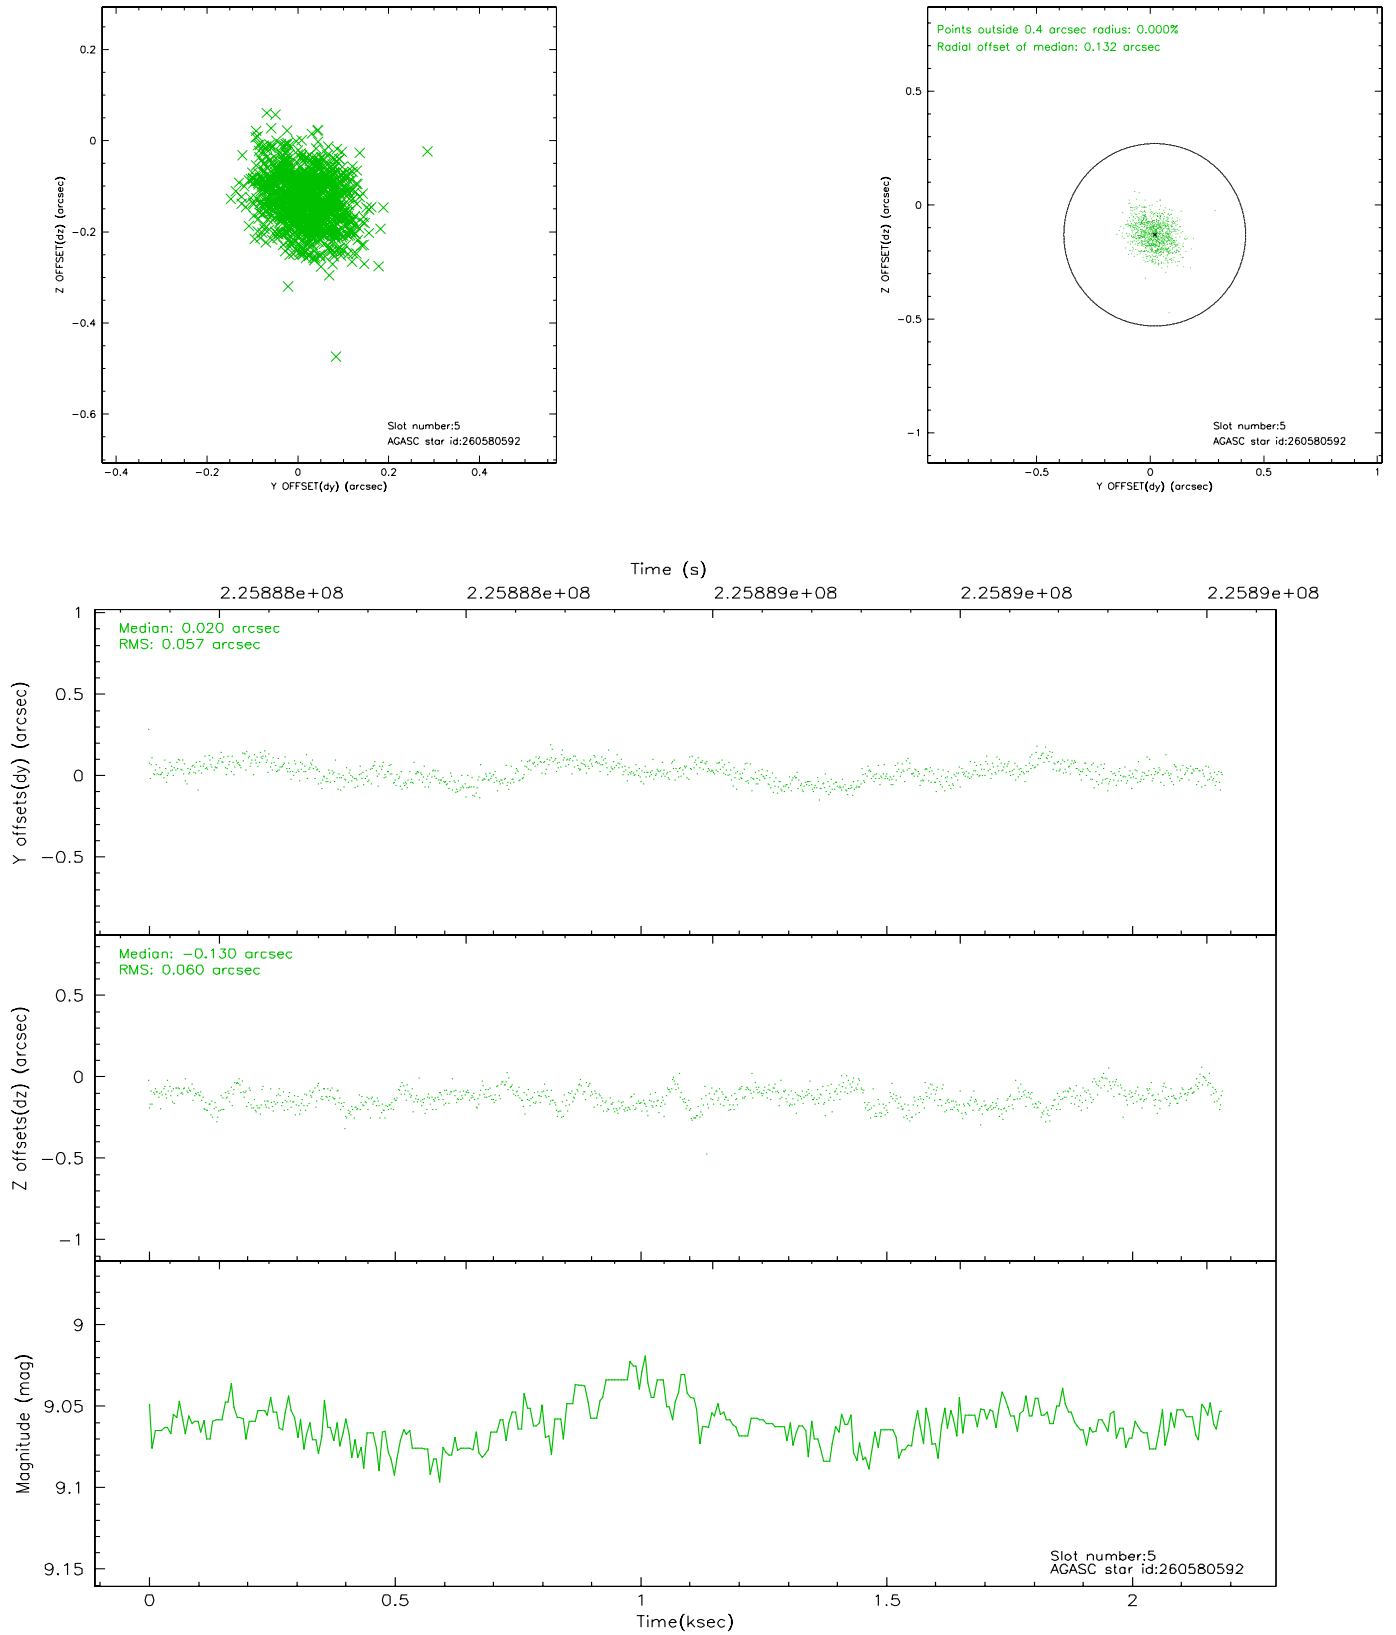 0.2
0
−0.2
−0.4
−0.6
Z OFFSET(dz) (arcsec)
Slot number:5
AGASC star id:260580592
−0.4 −0.2 0 0.2 0.4
Y OFFSET(dy) (arcsec)
Points outside 0.4 arcsec radius: 0.000%
Radial offset of median: 0.132 arcsec
0.5
0
−0.5
−1
Z OFFSET(dz) (arcsec)
Slot number:5
AGASC star id:260580592
−0.5 0 0.5 1
Y OFFSET(dy) (arcsec)
Time (s)
2.25888e+08 2.25888e+08 2.25889e+08 2.2589e+08 2.2589e+08
Median: 0.020 arcsec
RMS: 0.057 arcsec
1
0.5
0
−0.5
Y offsets(dy) (arcsec)
Median: −0.130 arcsec
RMS: 0.060 arcsec
0.5
0
−0.5
−1
Z offsets(dz) (arcsec)
9
9.05
9.1
9.15
Magnitude (mag)
Slot number:5
AGASC star id:260580592
0 0.5 1 1.5 2
Time(ksec)